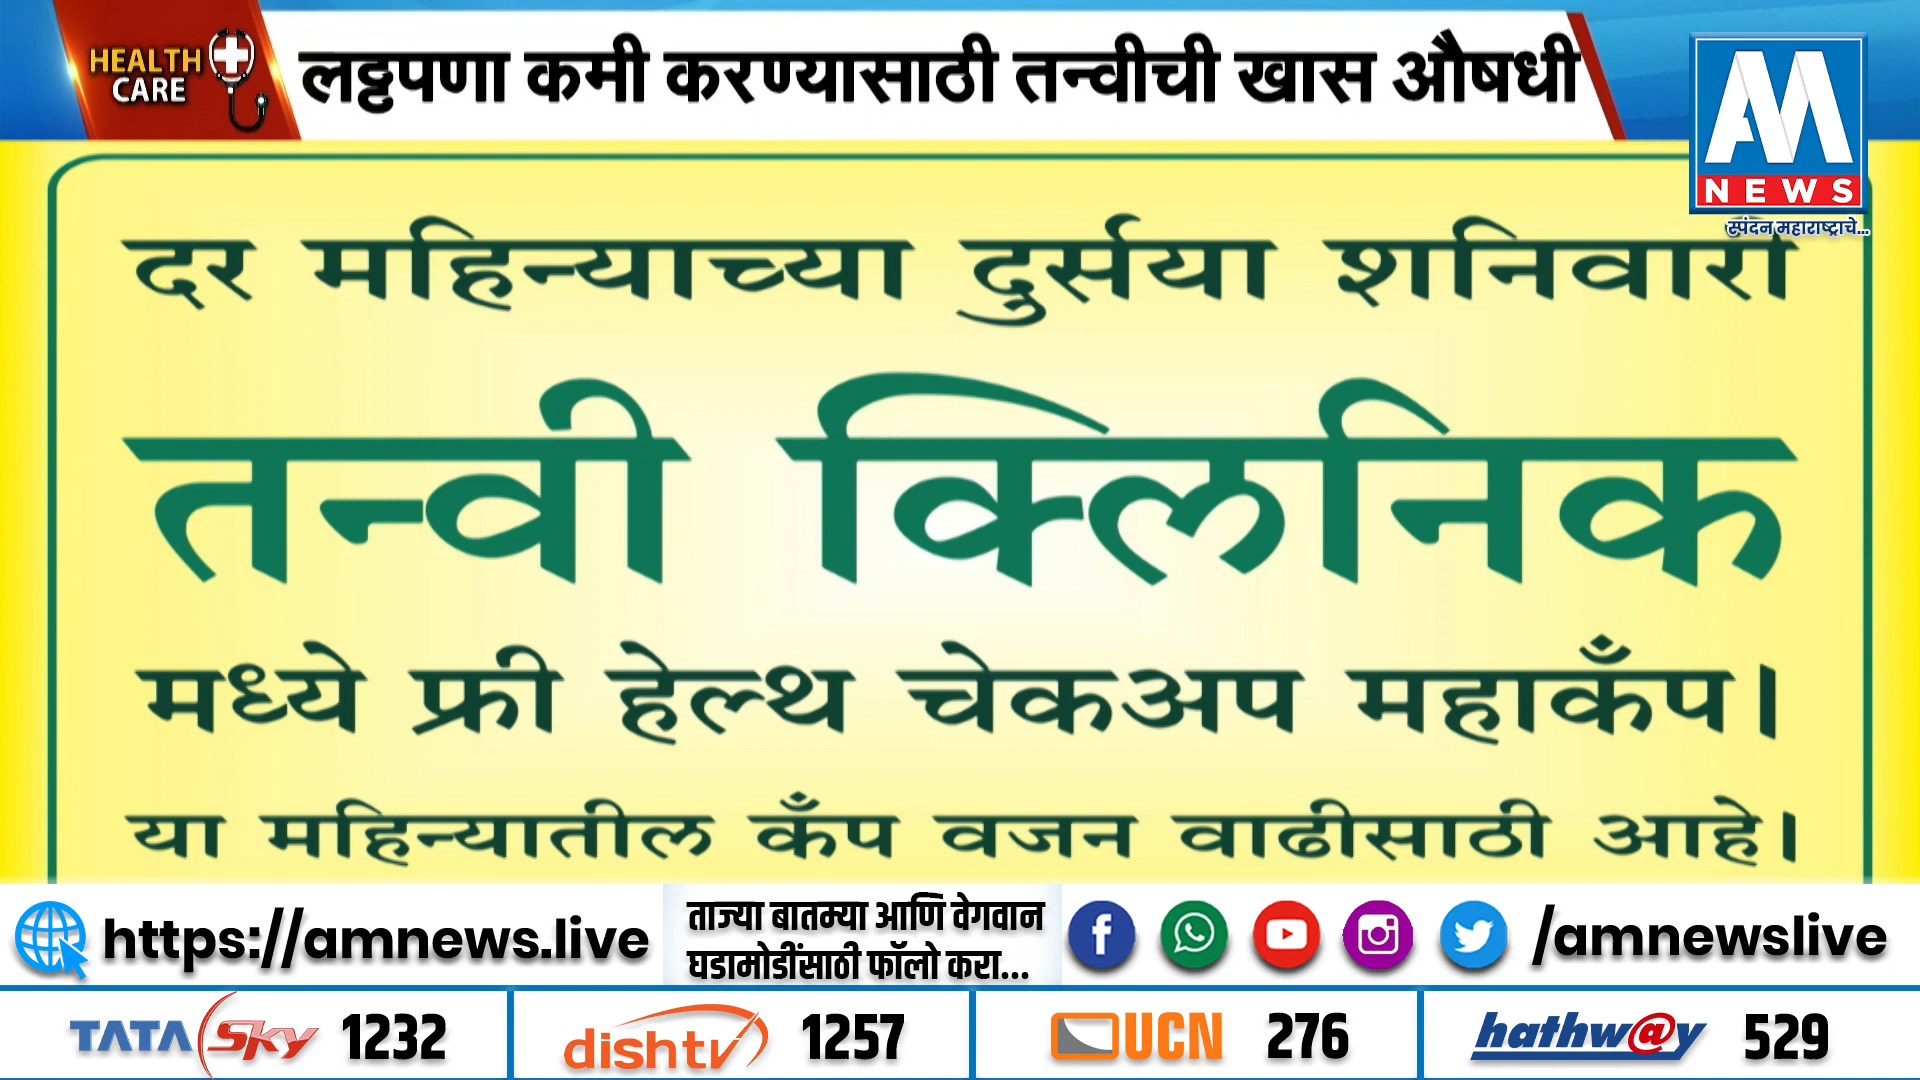 HEALTH
CARE
लठ्ठपणा कमी करण्यासाठी तन्वीची खास औषधी
AM
NEWS
स्पंदन महाराष्ट्राचे...
दर महिन्याच्या दुर्सया शनिवारी
तन्वी क्लिनिक
मध्ये फ्री हेल्थ चेकअप महाकँप।
या महिन्यातील कँप वजन वाढीसाठी आहे।
https://amnews.live
ताज्या बातम्या आणि वेगवान
घडामोडींसाठी फॉलो करा...
/amnewslive
TATA Sky 1232
dishtv 1257
UCN 276
hathw@y 529